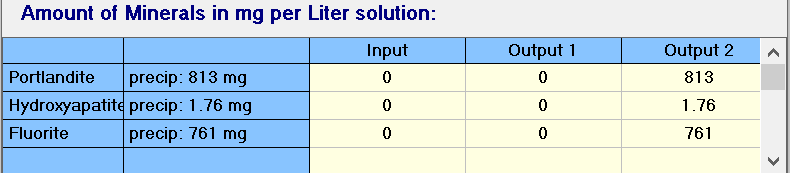 Amount of Minerals in mg per Liter solution:
Input Output 1 Output 2
Portlandite precip: 813 mg 0 0 813
Hydroxyapatite precip: 1.76 mg 0 0 1.76
Fluorite precip: 761 mg 0 0 761